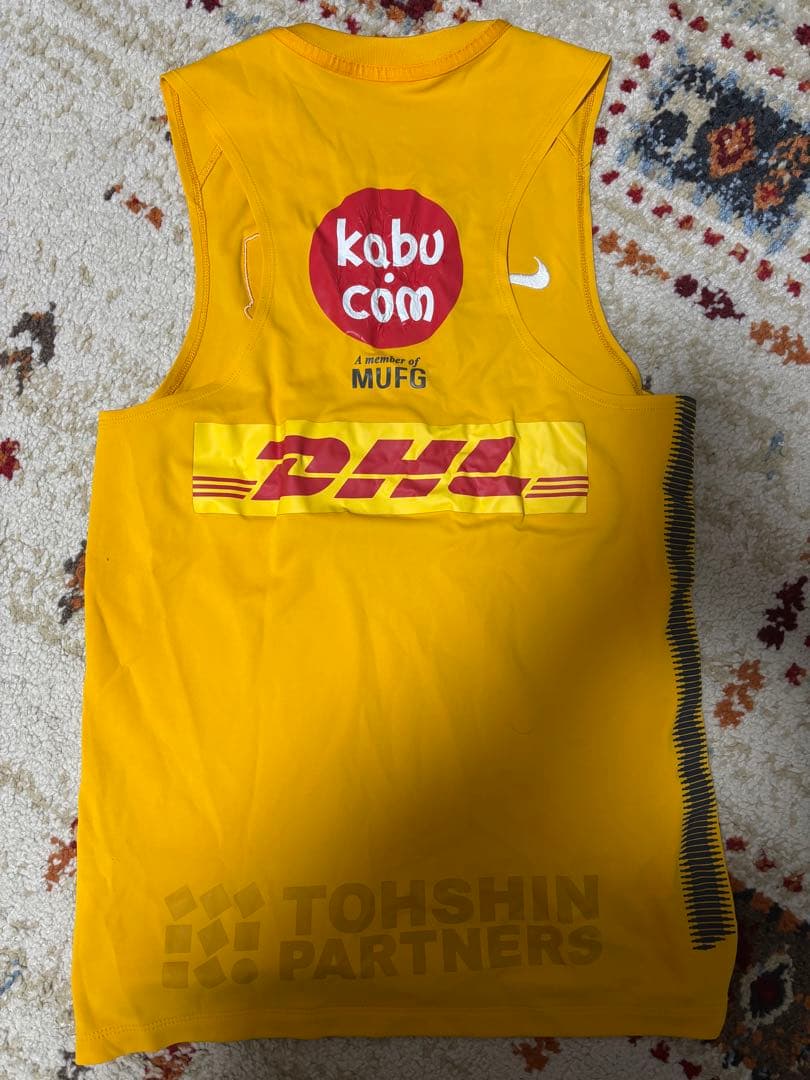 kabu
.com
A member of
MUFG
DHL
TOHSHIN
PARTNERS